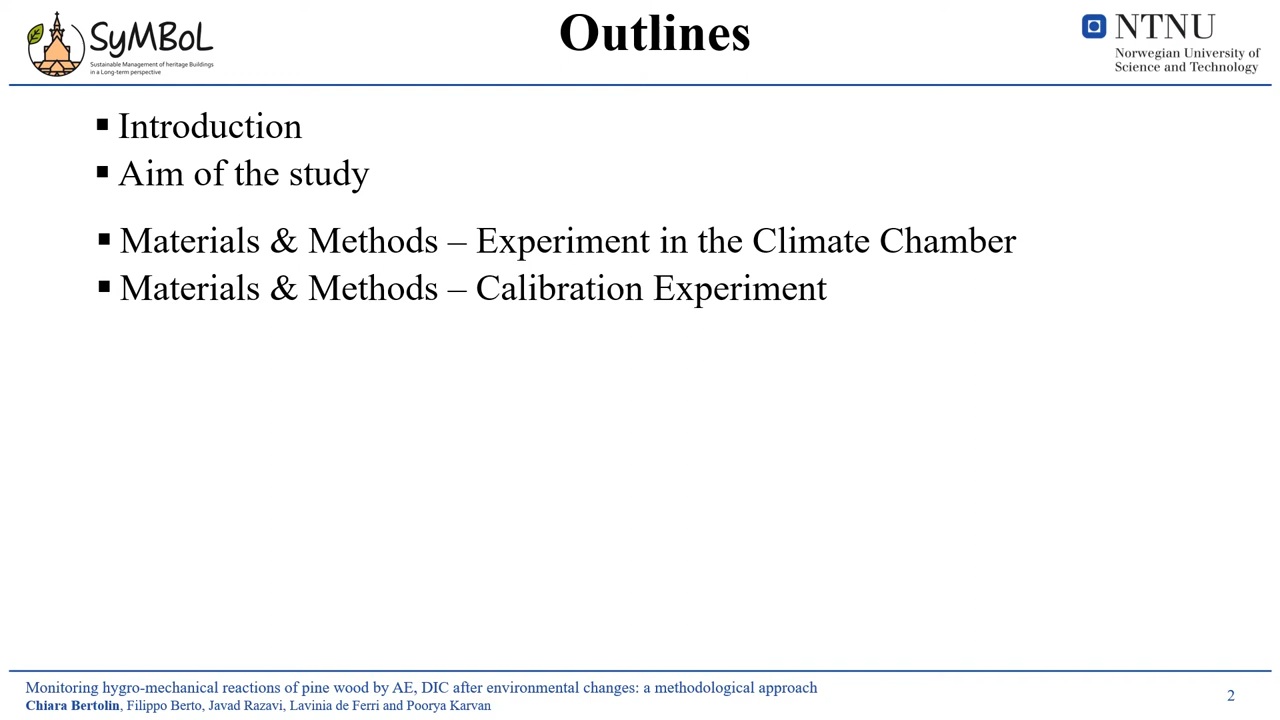 SyMBoL
Sustainable Management of heritage Buildings
in a Long-term perspective
Outlines
NTNU
Norwegian University of
Science and Technology
▪ Introduction
▪ Aim of the study
▪ Materials & Methods – Experiment in the Climate Chamber
▪ Materials & Methods – Calibration Experiment
Monitoring hygro-mechanical reactions of pine wood by AE, DIC after environmental changes: a methodological approach
Chiara Bertolin, Filippo Berto, Javad Razavi, Lavinia de Ferri and Poorya Karvan
2